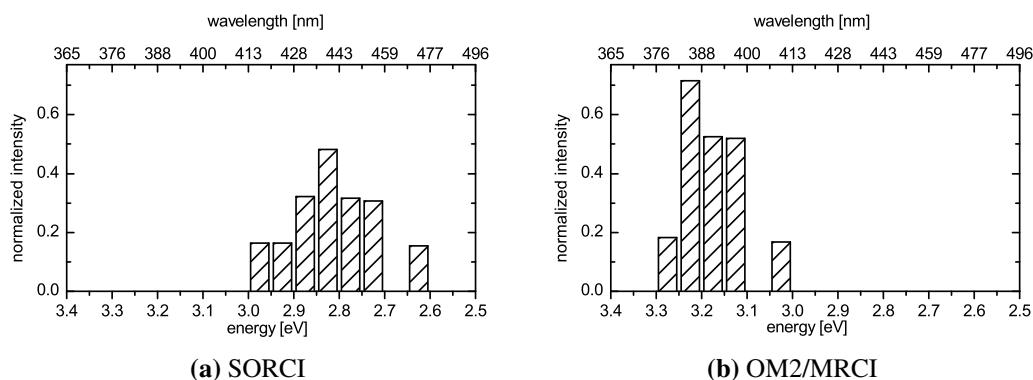 wavelength [nm]
365 376 388 400 413 428 443 459 477 496
normalized intensity
0.6
0.4
0.2
0.0
3.4 3.3 3.2 3.1 3.0 2.9 2.8 2.7 2.6 2.5
energy [eV]
(a) SORCI
wavelength [nm]
365 376 388 400 413 428 443 459 477 496
normalized intensity
0.6
0.4
0.2
0.0
3.4 3.3 3.2 3.1 3.0 2.9 2.8 2.7 2.6 2.5
energy [eV]
(b) OM2/MRCI